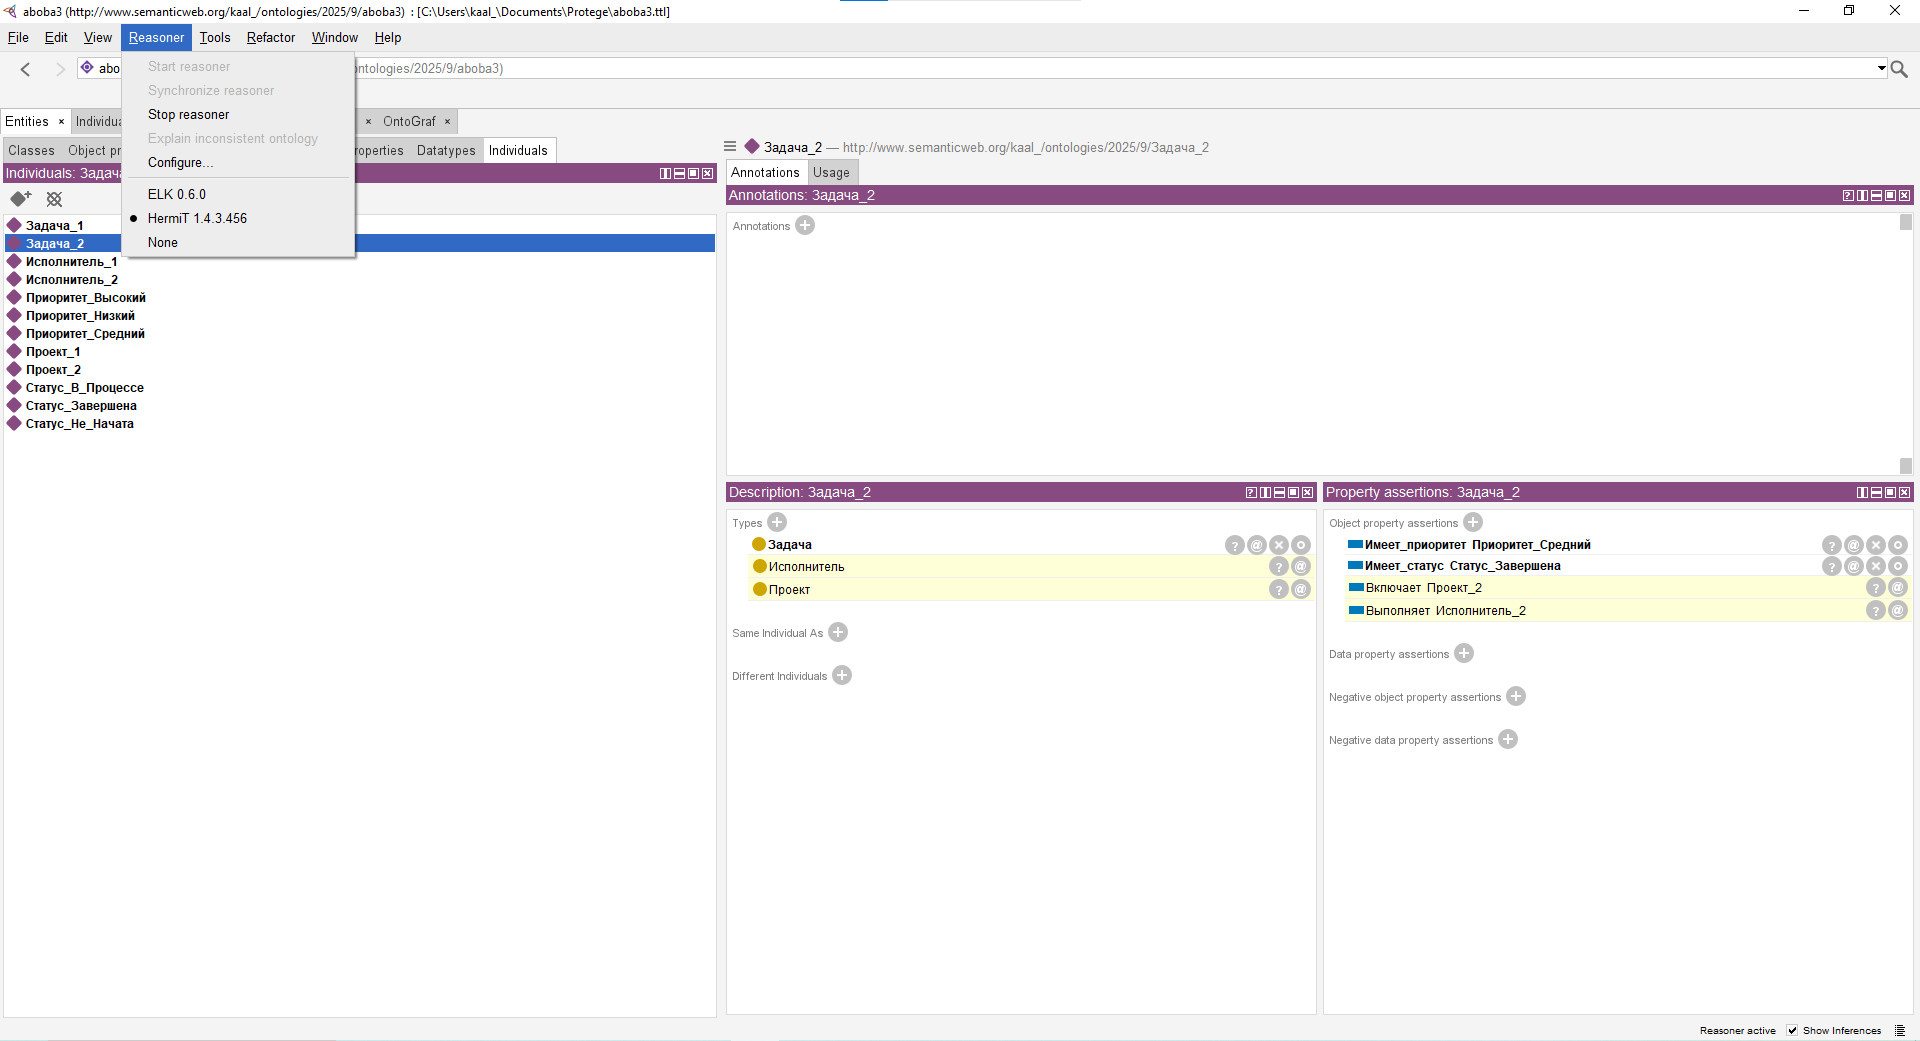 aboba3 (http://www.semanticweb.org/kaal_/ontologies/2025/9/aboba3) : [C:\Users\kaal_\Documents\Protege\aboba3.ttl]
File Edit View Reasoner Tools Refactor Window Help
abo ntologies/2025/9/aboba3)
Start reasoner
Synchronize reasoner
Stop reasoner
Explain inconsistent ontology
Configure...
ELK 0.6.0
HermiT 1.4.3.456
None
Entities × Individu × OntoGraf ×
Classes Object pr roperties Datatypes Individuals
Individuals: Задача
Задача_1
Задача_2
Исполнитель_1
Исполнитель_2
Приоритет_Высокий
Приоритет_Низкий
Приоритет_Средний
Проект_1
Проект_2
Статус_В_Процессе
Статус_Завершена
Статус_Не_Начата
Задача_2 — http://www.semanticweb.org/kaal_/ontologies/2025/9/Задача_2
Annotations Usage
Annotations: Задача_2
Annotations
Description: Задача_2
Types
Задача
Исполнитель
Проект
Same Individual As
Different Individuals
Property assertions: Задача_2
Object property assertions
Имеет_приоритет Приоритет_Средний
Имеет_статус Статус_Завершена
Включает Проект_2
Выполняет Исполнитель_2
Data property assertions
Negative object property assertions
Negative data property assertions
Reasoner active Show Inferences